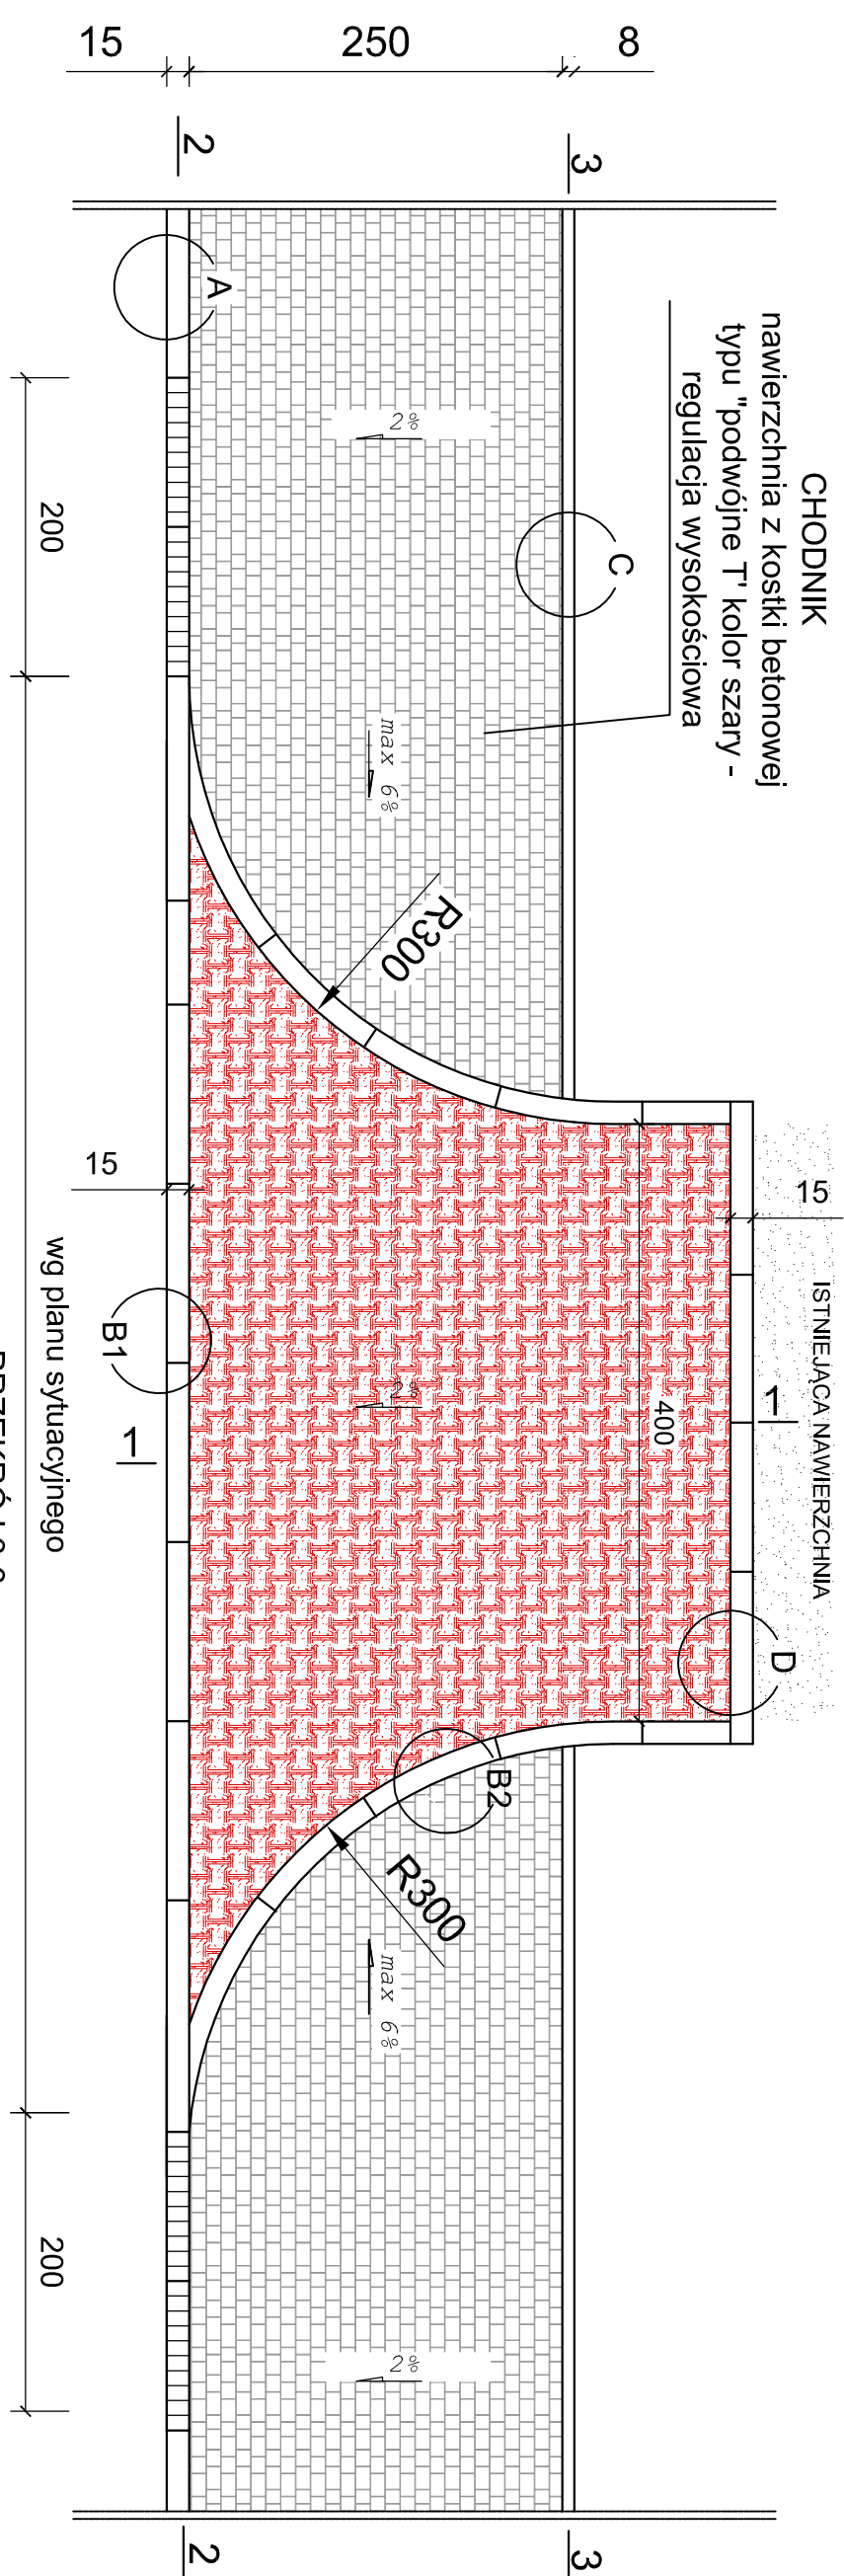 15
250
8
2
3
CHODNIK
nawierzchnia z kostki betonowej
typu "podwójne T' kolor szary -
regulacja wysokościowa
A
C
2%
200
max 6%
R300
15
15
ISTNIEJĄCA NAWIERZCHNIA
400
1
1
2%
B1
wg planu sytuacyjnego
D
B2
R300
max 6%
200
2%
2
3